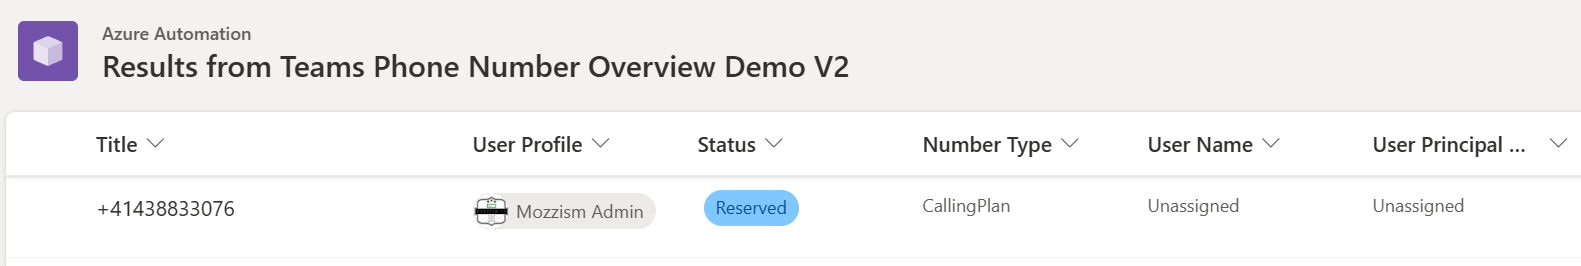 Azure Automation
Results from Teams Phone Number Overview Demo V2
Title User Profile Status Number Type User Name User Principal ...
+41438833076 Mozzism Admin Reserved CallingPlan Unassigned Unassigned